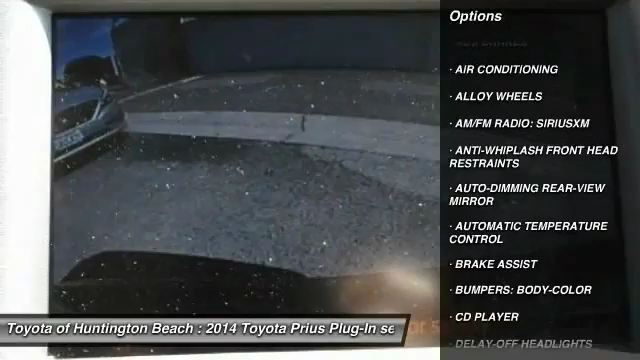 Options
· AIR CONDITIONING
· ALLOY WHEELS
· AM/FM RADIO: SIRIUSXM
· ANTI-WHIPLASH FRONT HEAD
RESTRAINTS
· AUTO-DIMMING REAR-VIEW
MIRROR
· AUTOMATIC TEMPERATURE
CONTROL
· BRAKE ASSIST
· BUMPERS: BODY-COLOR
· CD PLAYER
· DELAY-OFF HEADLIGHTS
Toyota of Huntington Beach : 2014 Toyota Prius Plug-In se